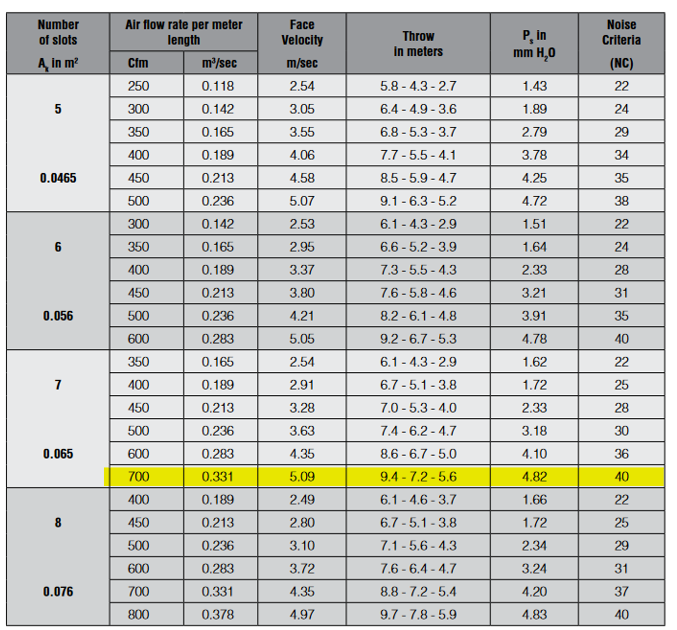 Number of slots Air flow rate per meter length Face Velocity Throw in meters Ps in mm H2O Noise Criteria
Ak in m² Cfm m³/sec m/sec (NC)
250 0.118 2.54 5.8 - 4.3 - 2.7 1.43 22
5 300 0.142 3.05 6.4 - 4.9 - 3.6 1.89 24
350 0.165 3.55 6.8 - 5.3 - 3.7 2.79 29
400 0.189 4.06 7.7 - 5.5 - 4.1 3.78 34
0.0465 450 0.213 4.58 8.5 - 5.9 - 4.7 4.25 35
500 0.236 5.07 9.1 - 6.3 - 5.2 4.72 38
300 0.142 2.53 6.1 - 4.3 - 2.9 1.51 22
6 350 0.165 2.95 6.6 - 5.2 - 3.9 1.64 24
400 0.189 3.37 7.3 - 5.5 - 4.3 2.33 28
450 0.213 3.80 7.6 - 5.8 - 4.6 3.21 31
0.056 500 0.236 4.21 8.2 - 6.1 - 4.8 3.91 35
600 0.283 5.05 9.2 - 6.7 - 5.3 4.78 40
350 0.165 2.54 6.1 - 4.3 - 2.9 1.62 22
7 400 0.189 2.91 6.7 - 5.1 - 3.8 1.72 25
450 0.213 3.28 7.0 - 5.3 - 4.0 2.33 28
500 0.236 3.63 7.4 - 6.2 - 4.7 3.18 30
0.065 600 0.283 4.35 8.6 - 6.7 - 5.0 4.10 36
700 0.331 5.09 9.4 - 7.2 - 5.6 4.82 40
400 0.189 2.49 6.1 - 4.6 - 3.7 1.66 22
8 450 0.213 2.80 6.7 - 5.1 - 3.8 1.72 25
500 0.236 3.10 7.1 - 5.6 - 4.3 2.34 29
600 0.283 3.72 7.6 - 6.4 - 4.7 3.24 31
0.076 700 0.331 4.35 8.8 - 7.2 - 5.4 4.20 37
800 0.378 4.97 9.7 - 7.8 - 5.9 4.83 40